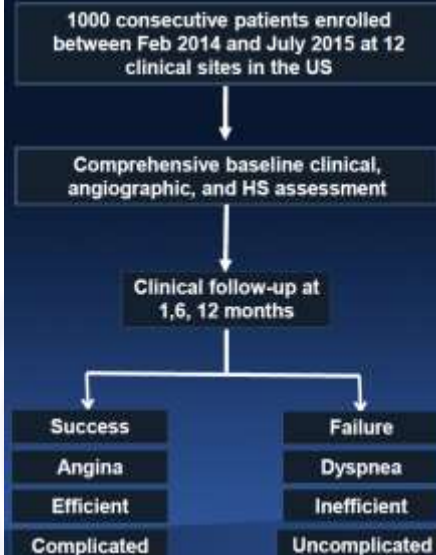 1000 consecutive patients enrolled
between Feb 2014 and July 2015 at 12
clinical sites in the US
Comprehensive baseline clinical,
angiographic, and HS assessment
Clinical follow-up at
1,6, 12 months
Success
Failure
Angina
Dyspnea
Efficient
Inefficient
Complicated
Uncomplicated